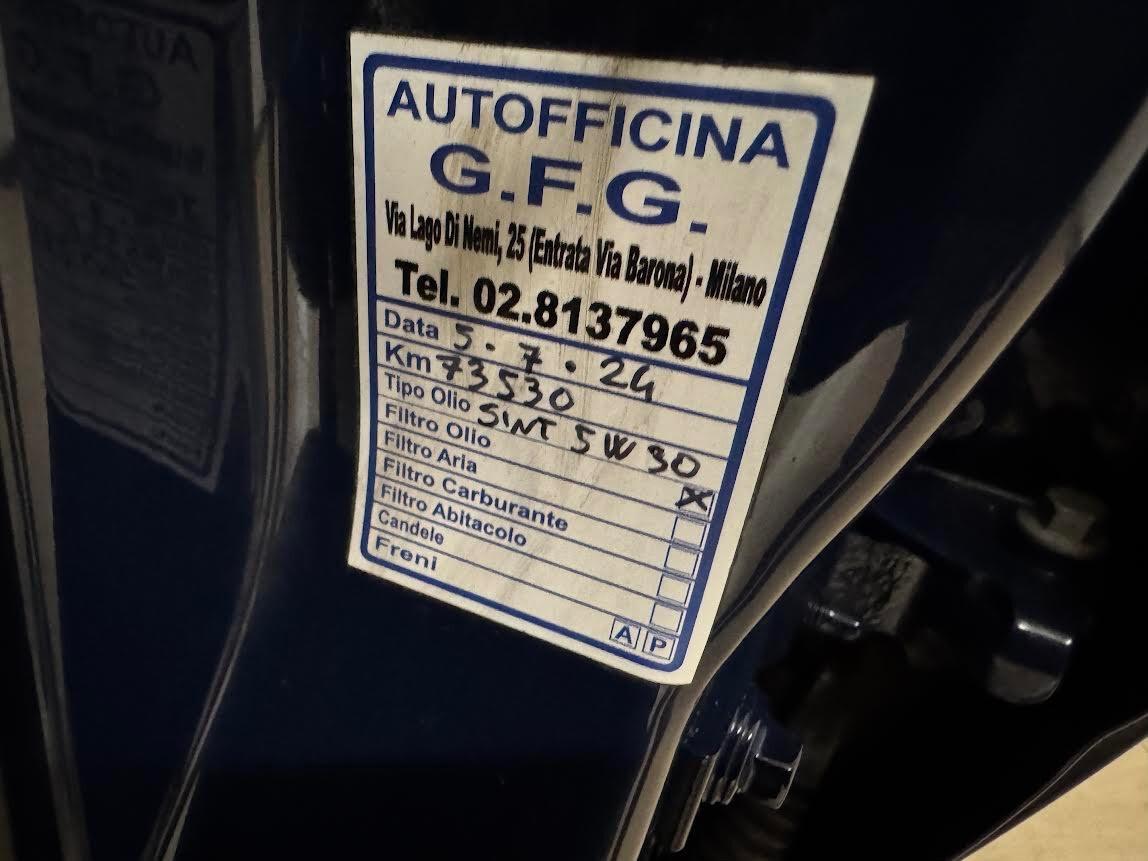 AUTOFFICINA
G.F.G.
Via Lago Di Nemi, 25 (Entrata Via Barona) - Milano
Tel. 02.8137965
Data 5.7.24
Km 73530
Tipo Olio SINT 5W30
Filtro Olio X
Filtro Aria
Filtro Carburante
Filtro Abitacolo
Candele
Freni A P